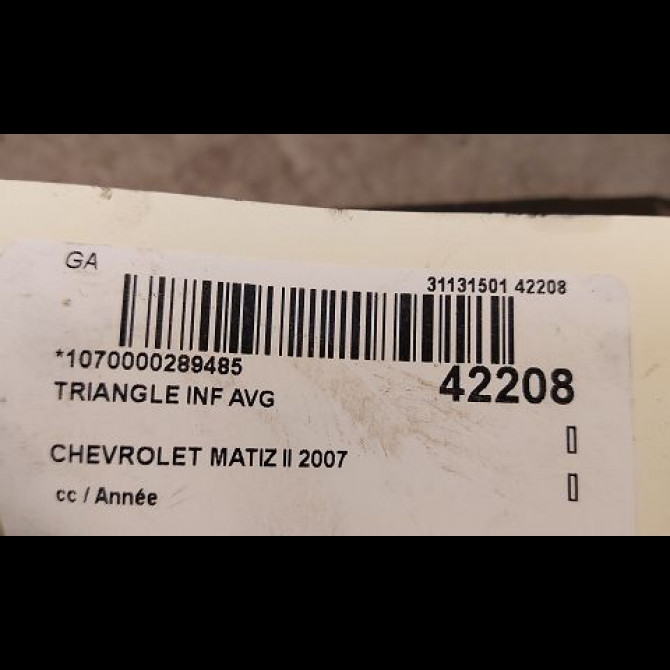 GA
31131501 42208
*1070000289485
42208
TRIANGLE INF AVG
CHEVROLET MATIZ II 2007
cc / Année